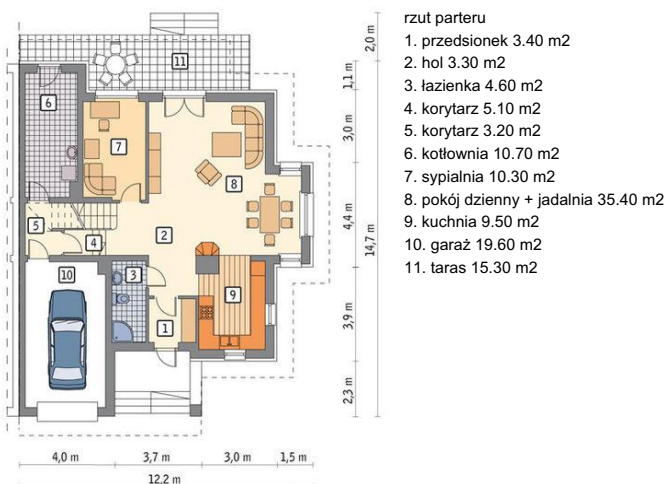 rzut parteru
1. przedsionek 3.40 m2
2. hol 3.30 m2
3. łazienka 4.60 m2
4. korytarz 5.10 m2
5. korytarz 3.20 m2
6. kotłownia 10.70 m2
7. sypialnia 10.30 m2
8. pokój dzienny + jadalnia 35.40 m2
9. kuchnia 9.50 m2
10. garaż 19.60 m2
11. taras 15.30 m2
11
6
7
8
5
4
2
10
3
9
1
2,0 m
1,1 m
3,0 m
4,4 m
14,7 m
3,9 m
2,3 m
4,0 m
3,7 m
3,0 m
1,5 m
12,2 m